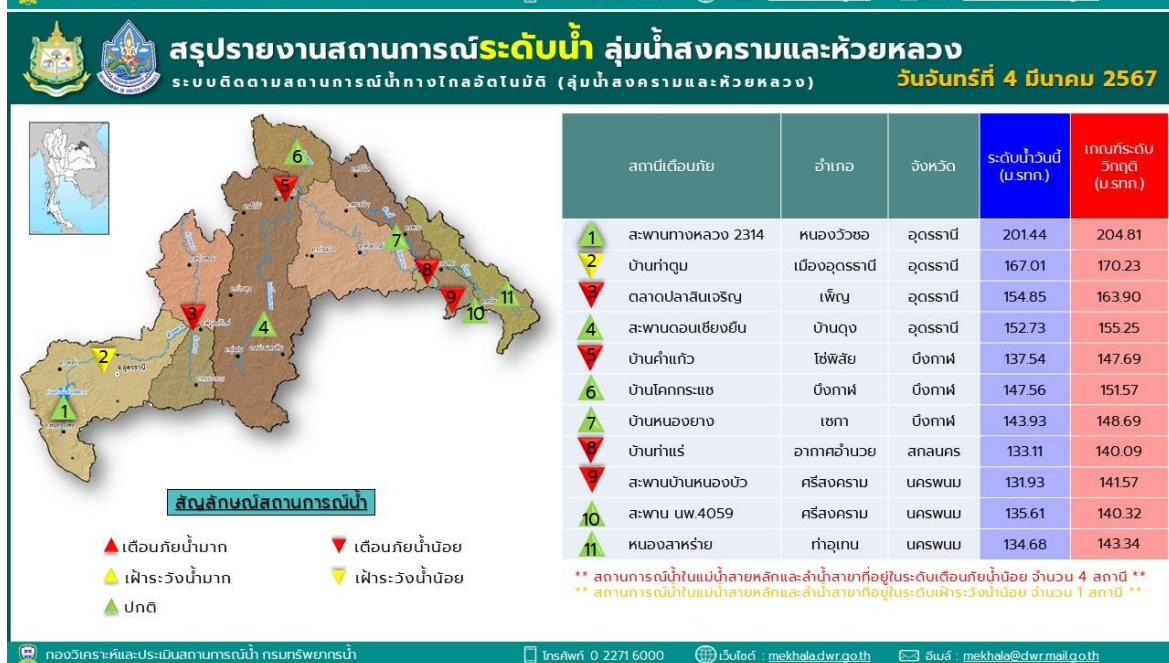 สรุปรายงานสถานการณ์ระดับน้ำ ลุ่มน้ำสงครามและห้วยหลวง
ระบบติดตามสถานการณ์น้ำทางไกลอัตโนมัติ (ลุ่มน้ำสงครามและห้วยหลวง)
วันจันทร์ที่ 4 มีนาคม 2567
สถานีเตือนภัย อำเภอ จังหวัด ระดับน้ำวันนี้ (ม.รทก.) เกณฑ์ระดับวิกฤติ (ม.รทก.)
1 สะพานทางหลวง 2314 หนองวัวซอ อุดรธานี 201.44 204.81
2 บ้านท่าตูม เมืองอุดรธานี อุดรธานี 167.01 170.23
3 ตลาดปลาสินเจริญ เพ็ญ อุดรธานี 154.85 163.90
4 สะพานดอนเชียงยืน บ้านดุง อุดรธานี 152.73 155.25
5 บ้านคำแก้ว โซ่พิสัย บึงกาฬ 137.54 147.69
6 บ้านโคกกระแซ บึงกาฬ บึงกาฬ 147.56 151.57
7 บ้านหนองยาง เซกา บึงกาฬ 143.93 148.69
8 บ้านท่าแร่ อากาศอำนวย สกลนคร 133.11 140.09
9 สะพานบ้านหนองบัว ศรีสงคราม นครพนม 131.93 141.57
10 สะพาน นพ.4059 ศรีสงคราม นครพนม 135.61 140.32
11 หนองสาหร่าย ท่าอุเทน นครพนม 134.68 143.34
6
5
7
8
9
10
11
3
4
2
1
สัญลักษณ์สถานการณ์น้ำ
เตือนภัยน้ำมาก เตือนภัยน้ำน้อย
เฝ้าระวังน้ำมาก เฝ้าระวังน้ำน้อย
ปกติ
** สถานการณ์น้ำในแม่น้ำสายหลักและลำน้ำสาขาที่อยู่ในระดับเตือนภัยน้ำน้อย จำนวน 4 สถานี **
** สถานการณ์น้ำในแม่น้ำสายหลักและลำน้ำสาขาที่อยู่ในระดับเฝ้าระวังน้ำน้อย จำนวน 1 สถานี **
กองวิเคราะห์และประเมินสถานการณ์น้ำ กรมทรัพยากรน้ำ โทรศัพท์ 0 2271 6000 เว็บไซต์ : mekhala.dwr.go.th อีเมล์ : mekhala@dwr.mail.go.th